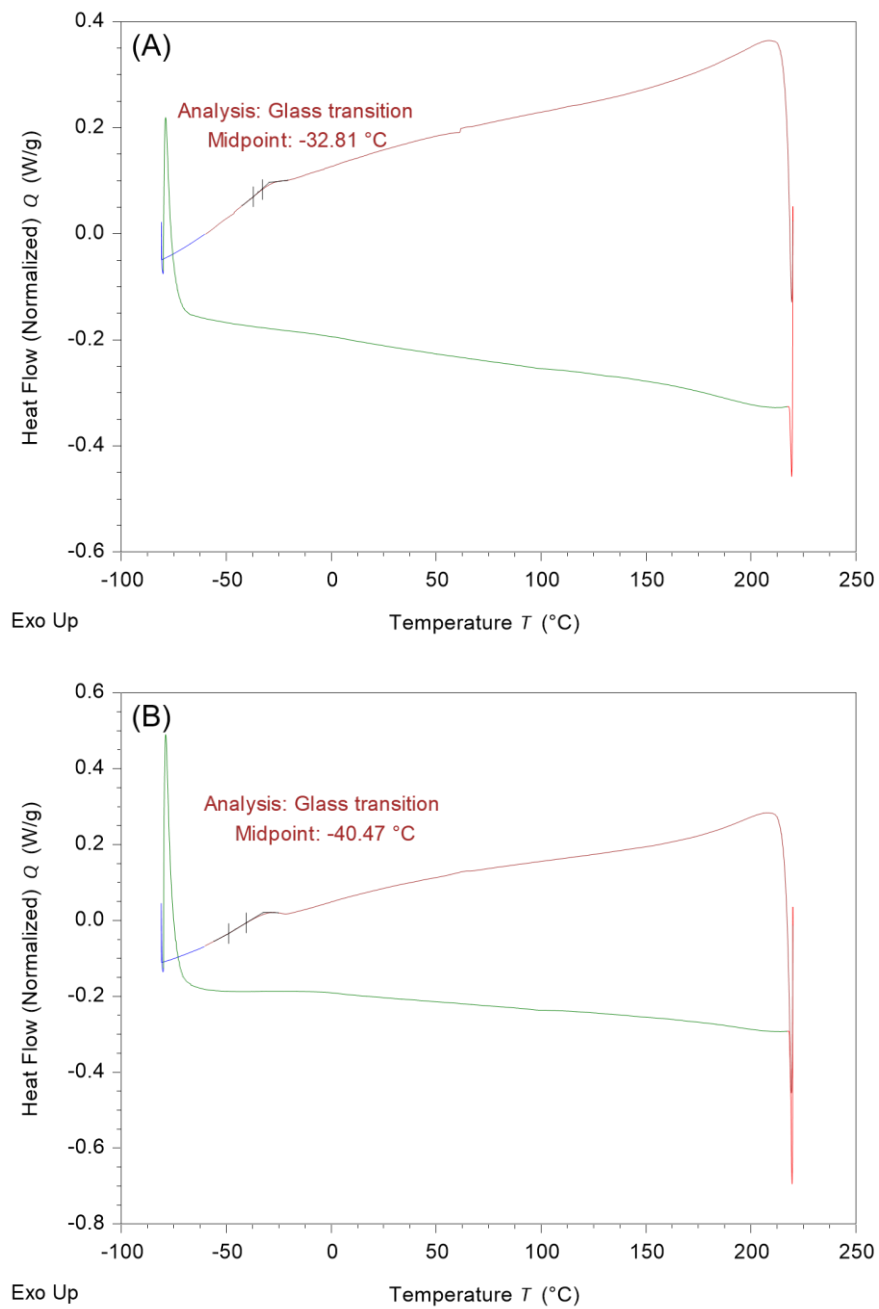 (A)
Analysis: Glass transition
Midpoint: -32.81 °C
0.4
0.2
0.0
-0.2
-0.4
-0.6
Heat Flow (Normalized) Q (W/g)
-100 -50 0 50 100 150 200 250
Exo Up
Temperature T (°C)
(B)
Analysis: Glass transition
Midpoint: -40.47 °C
0.6
0.4
0.2
0.0
-0.2
-0.4
-0.6
-0.8
Heat Flow (Normalized) Q (W/g)
-100 -50 0 50 100 150 200 250
Exo Up
Temperature T (°C)